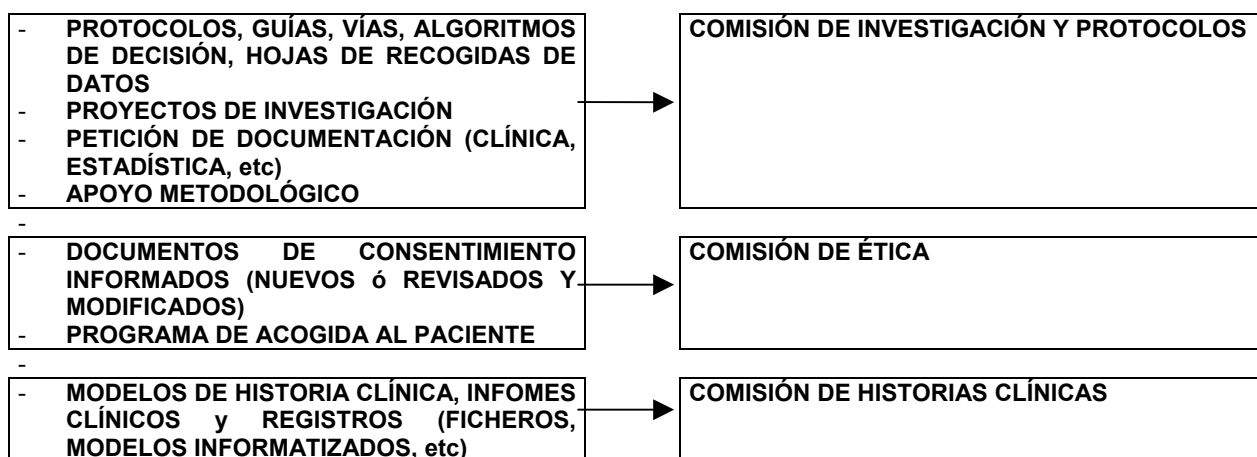 - PROTOCOLOS, GUÍAS, VÍAS, ALGORITMOS
DE DECISIÓN, HOJAS DE RECOGIDAS DE
DATOS
- PROYECTOS DE INVESTIGACIÓN
- PETICIÓN DE DOCUMENTACIÓN (CLÍNICA,
ESTADÍSTICA, etc)
- APOYO METODOLÓGICO
COMISIÓN DE INVESTIGACIÓN Y PROTOCOLOS
-
- DOCUMENTOS DE CONSENTIMIENTO
INFORMADOS (NUEVOS ó REVISADOS Y
MODIFICADOS)
- PROGRAMA DE ACOGIDA AL PACIENTE
COMISIÓN DE ÉTICA
-
- MODELOS DE HISTORIA CLÍNICA, INFOMES
CLÍNICOS y REGISTROS (FICHEROS,
MODELOS INFORMATIZADOS, etc)
COMISIÓN DE HISTORIAS CLÍNICAS